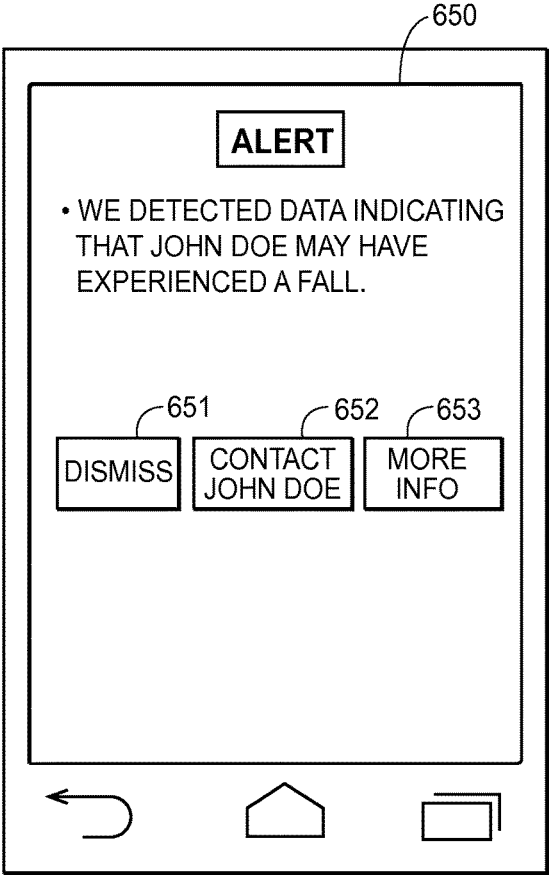 650
ALERT
• WE DETECTED DATA INDICATING
THAT JOHN DOE MAY HAVE
EXPERIENCED A FALL.
651
652
653
DISMISS
CONTACT
JOHN DOE
MORE
INFO